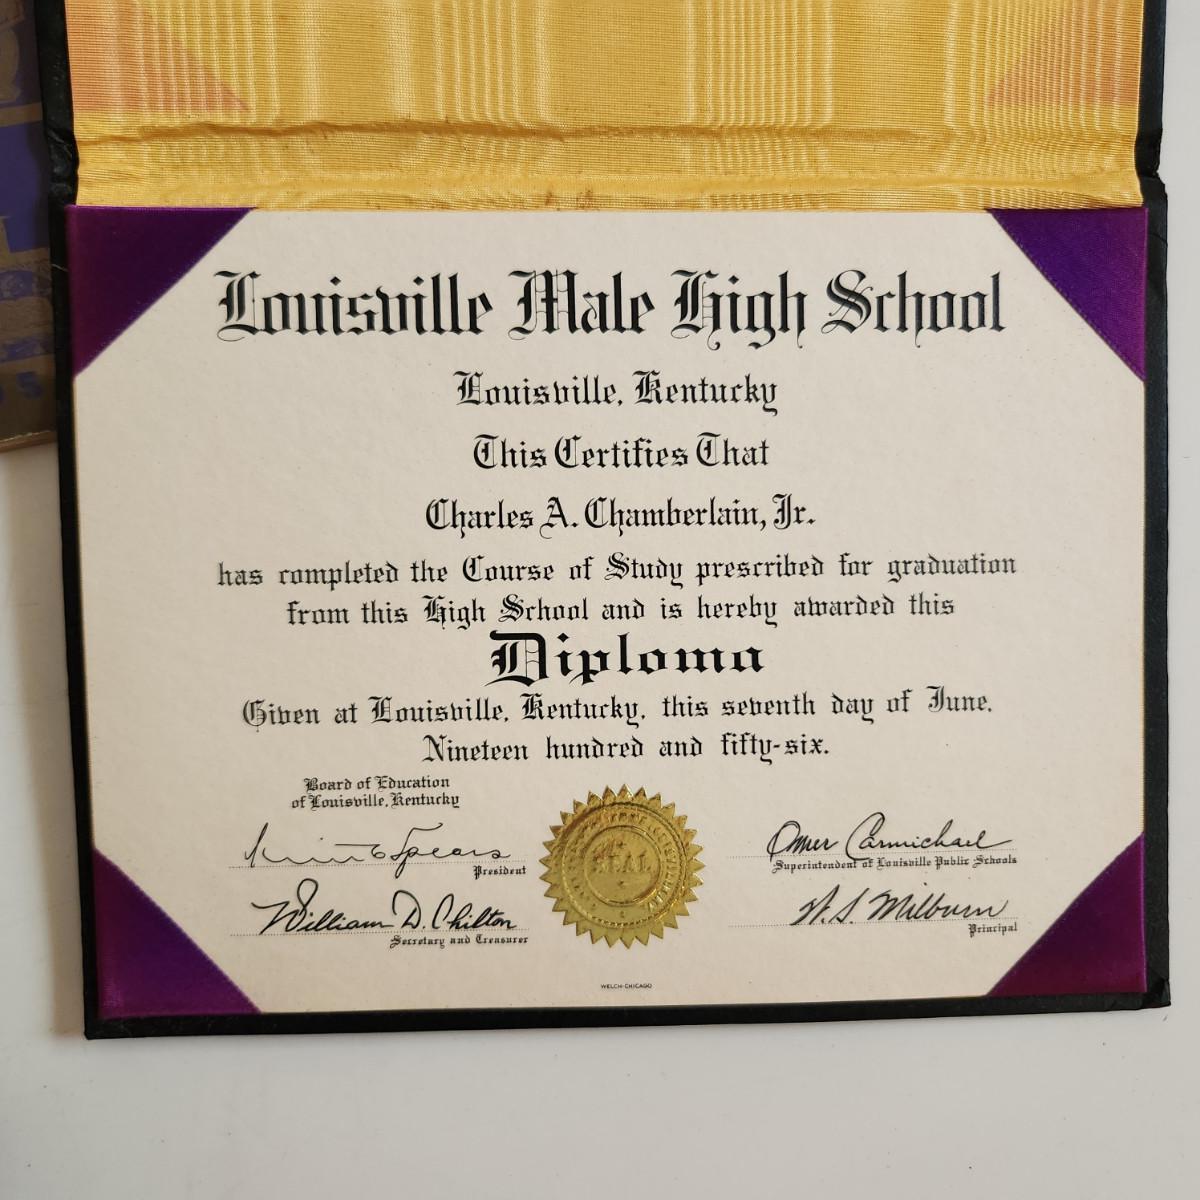 Louisville Male High School
Louisville, Kentucky
This Certifies That
Charles A. Chamberlain, Jr.
has completed the Course of Study prescribed for graduation
from this High School and is hereby awarded this
Diploma
Given at Louisville, Kentucky, this seventh day of June,
Nineteen hundred and fifty-six.
Board of Education
of Louisville, Kentucky
Spears
President
William D. Chilton
Secretary and Treasurer
SEAL
Omer Carmichael
Superintendent of Louisville Public Schools
W. S. Milburn
Principal
WELCH-CHICAGO